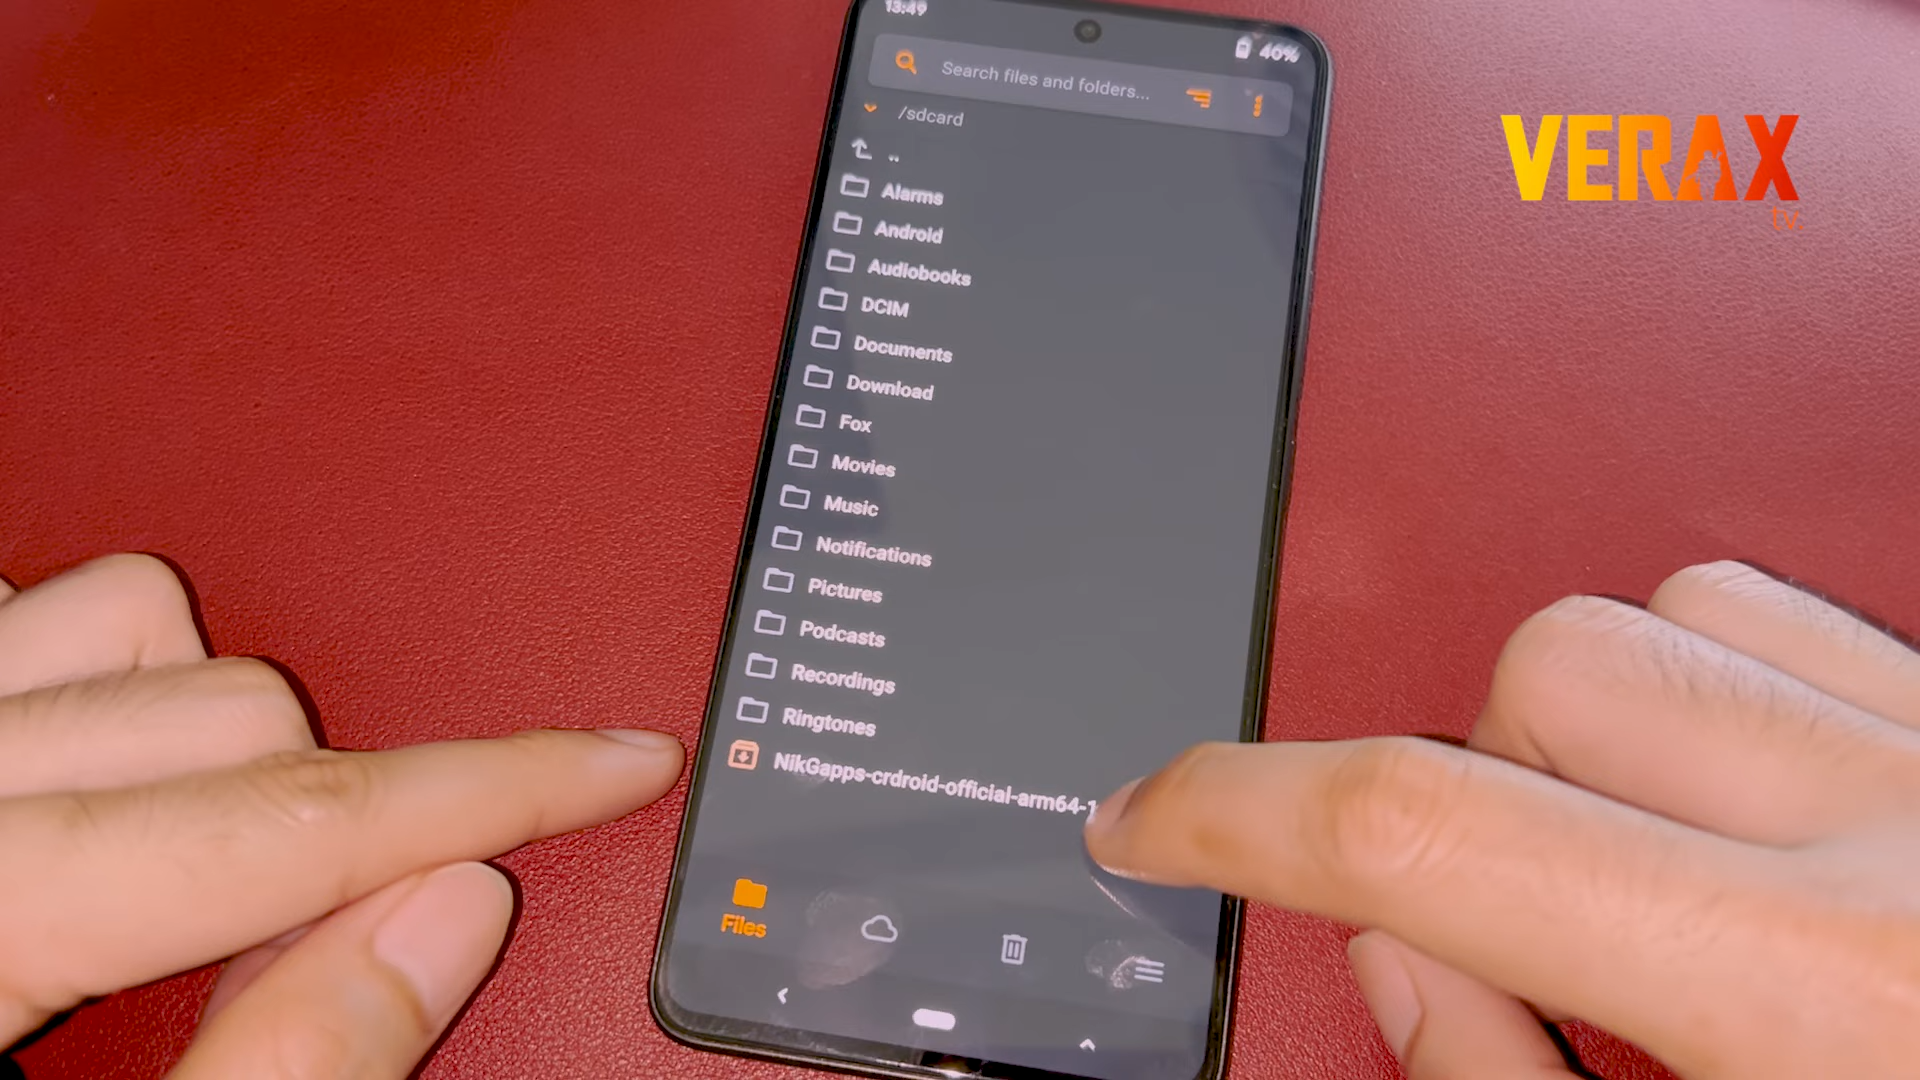 13:49
40%
Search files and folders...
/sdcard
..
Alarms
Android
Audiobooks
DCIM
Documents
Download
Fox
Movies
Music
Notifications
Pictures
Podcasts
Recordings
Ringtones
NikGapps-crdroid-official-arm64-1
Files
VERAX
tv.